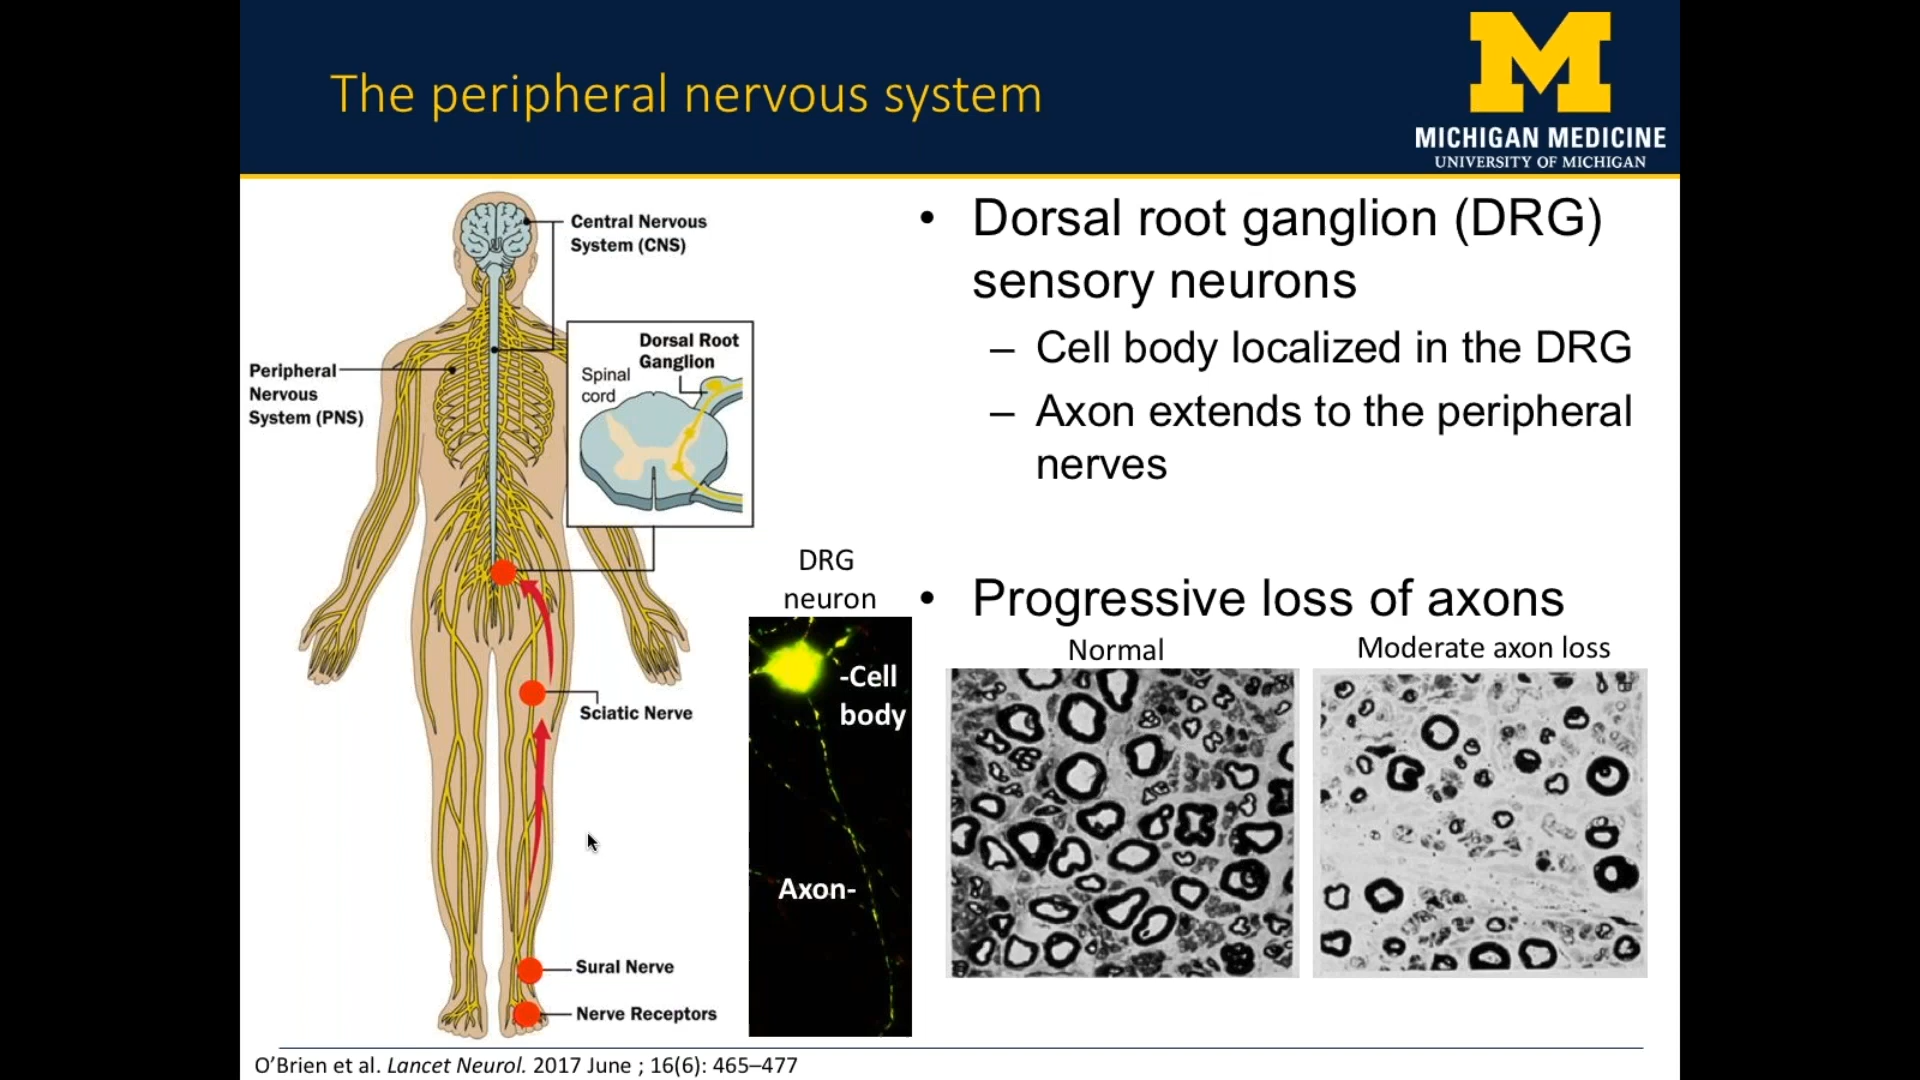 The peripheral nervous system
MICHIGAN MEDICINE
UNIVERSITY OF MICHIGAN
Central Nervous
System (CNS)
Peripheral
Nervous
System (PNS)
Dorsal Root
Ganglion
Spinal
cord
Sciatic Nerve
Sural Nerve
Nerve Receptors
DRG
neuron
-Cell
body
Axon-
• Dorsal root ganglion (DRG)
sensory neurons
– Cell body localized in the DRG
– Axon extends to the peripheral
nerves
• Progressive loss of axons
Normal
Moderate axon loss
O’Brien et al. Lancet Neurol. 2017 June ; 16(6): 465–477